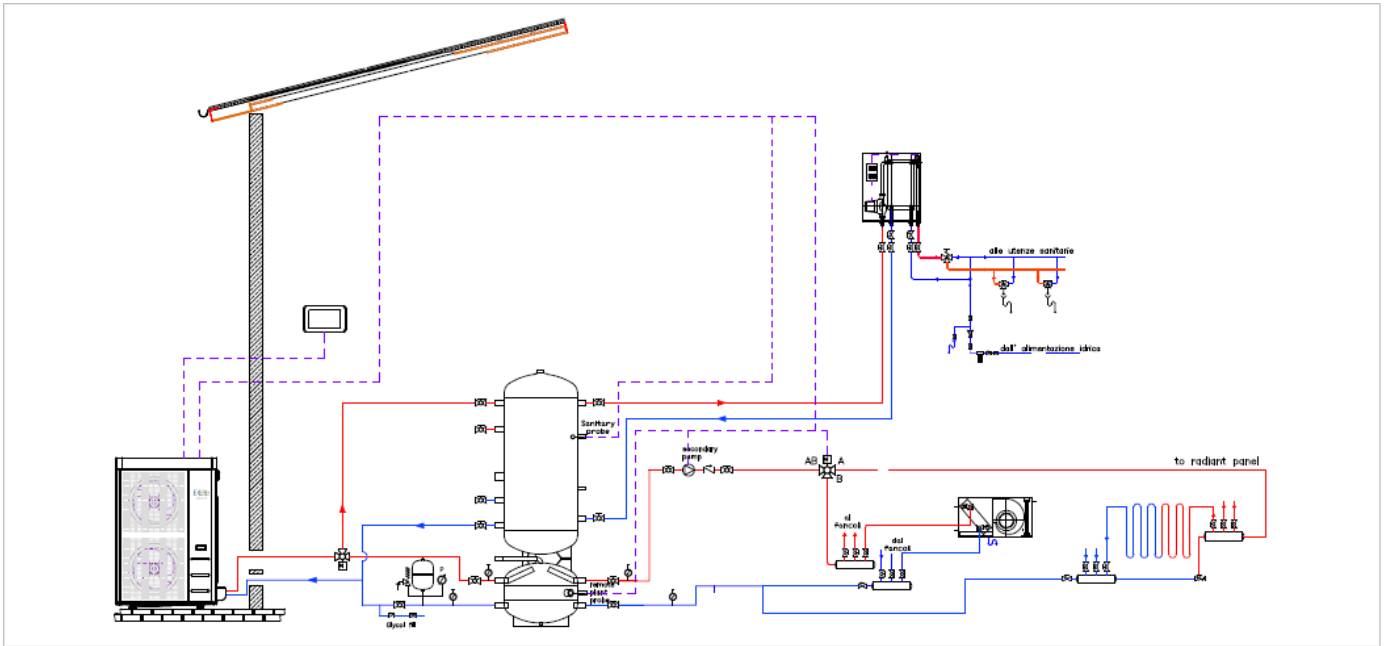 alle utenze sanitarie
dall' alimentazione idrica
Sanitary
probe
secondary
pump
AB
A
B
M
to radiant panel
ai
fancoil
dai
fancoil
M
P
remote
plant
probe
Glycol fill